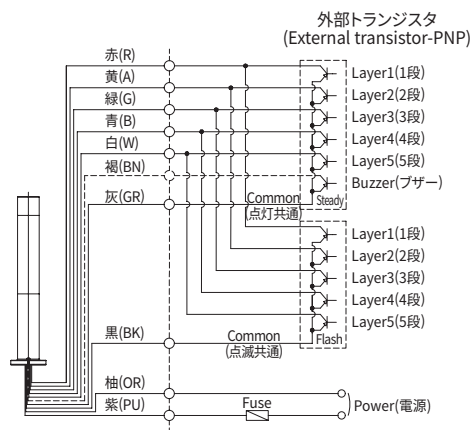 外部トランジスタ
(External transistor-PNP)
赤(R)
黄(A)
緑(G)
青(B)
白(W)
褐(BN)
灰(GR)
Layer1(1段)
Layer2(2段)
Layer3(3段)
Layer4(4段)
Layer5(5段)
Buzzer(ブザー)
Common
(点灯共通)
Steady
Layer1(1段)
Layer2(2段)
Layer3(3段)
Layer4(4段)
Layer5(5段)
黒(BK)
Common
(点滅共通)
Flash
柚(OR)
紫(PU)
Fuse
Power(電源)